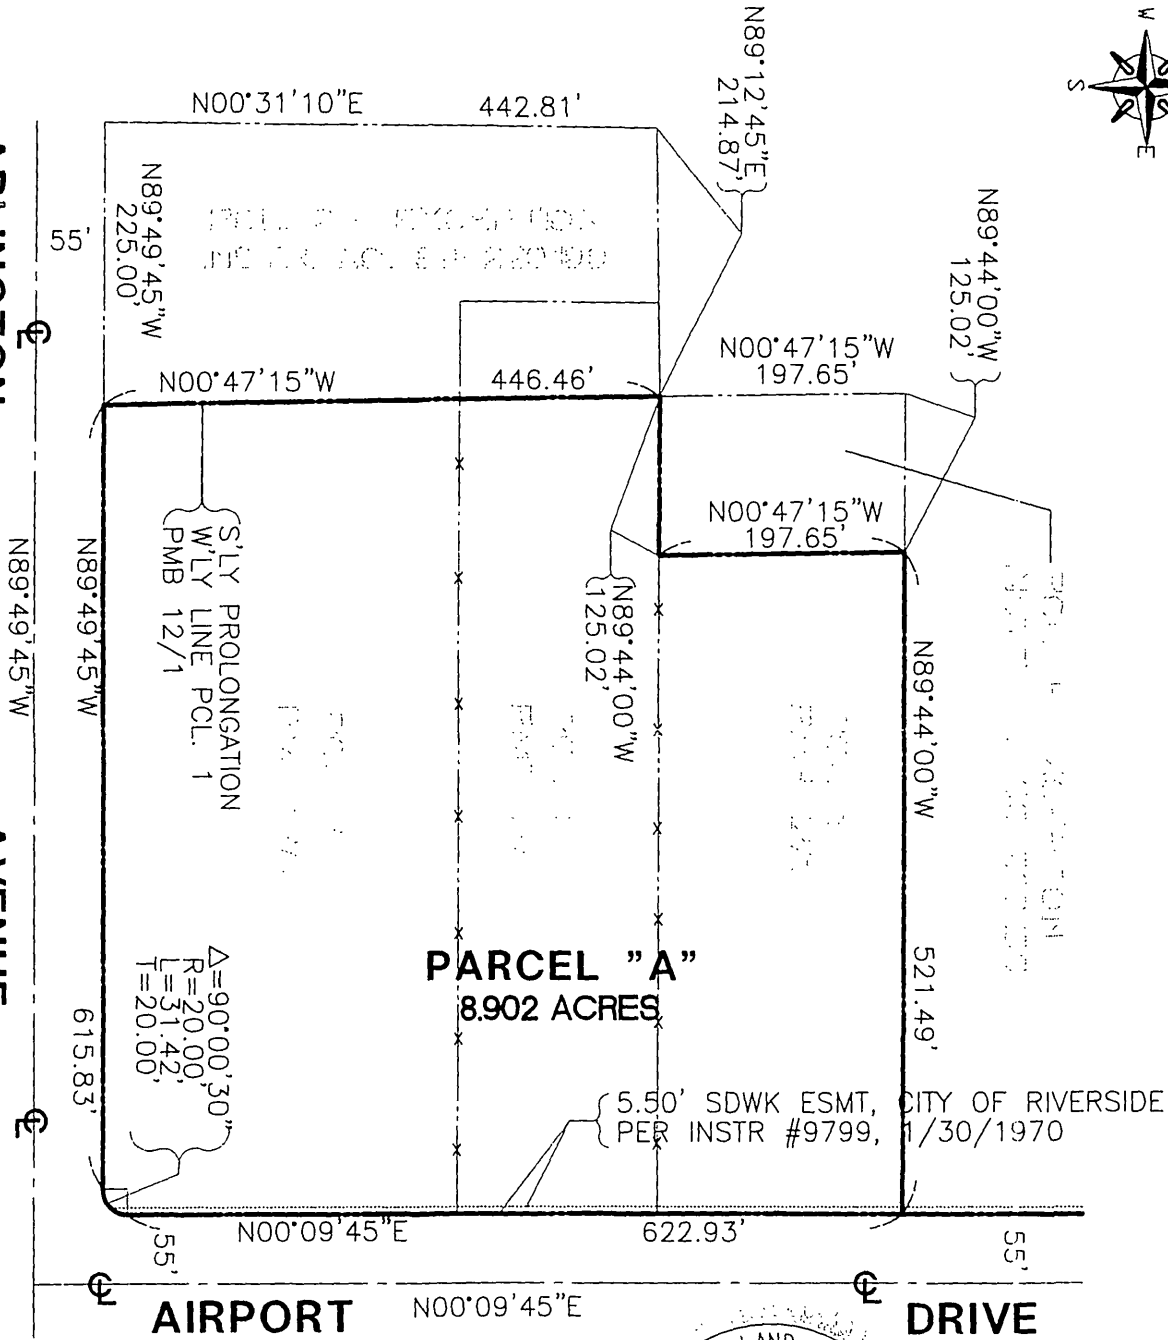 W
S
E
N89°12'45"E
214.87'
N00°31'10"E 442.81'
N89°49'45"W
225.00'
55'
N89°44'00"W
125.02'
N00°47'15"W
197.65'
N00°47'15"W 446.46'
N00°47'15"W
197.65'
S'LY PROLONGATION
W'LY LINE PCL. 1
PMB 12/1
N89°44'00"W
125.02'
N89°49'45"W
N89°49'45"W
615.83'
N89°44'00"W
521.49'
Δ=90°00'30"
R=20.00'
L=31.42'
T=20.00'
PARCEL "A"
8.902 ACRES
5.50' SDWK ESMT, CITY OF RIVERSIDE
PER INSTR #9799, 1/30/1970
N00°09'45"E 622.93'
55'
55'
AIRPORT DRIVE
N00°09'45"E
LAND